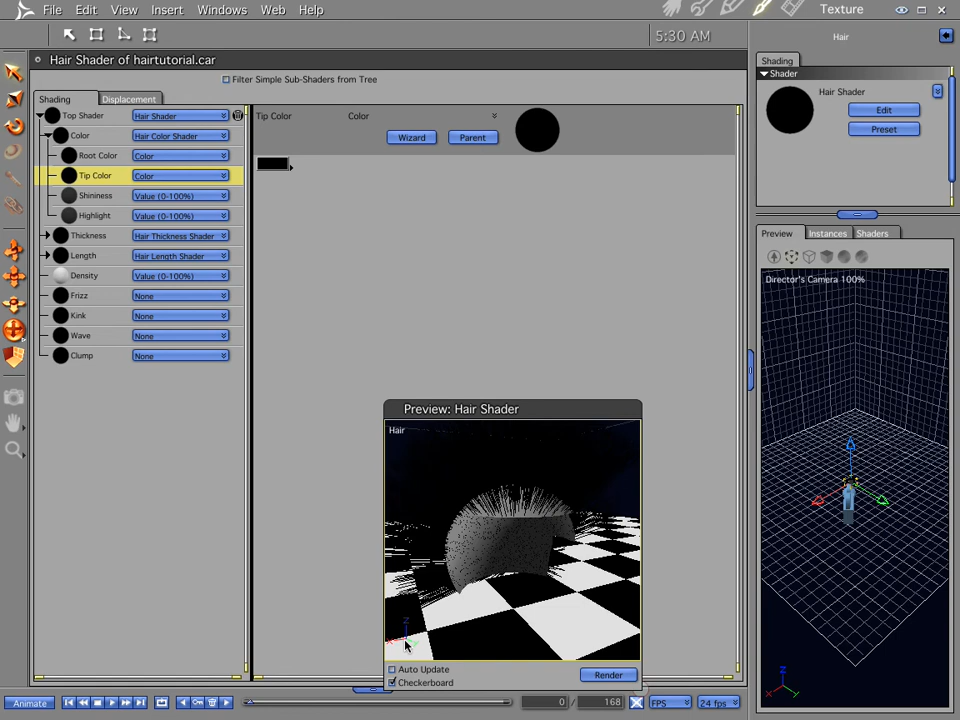 File Edit View Insert Windows Web Help Texture
5:30 AM
Hair
Hair Shader of hairtutorial.car
Shading
Shader
Filter Simple Sub-Shaders from Tree
Hair Shader
Edit
Preset
Shading Displacement
Top Shader Hair Shader
Color Hair Color Shader
Root Color Color
Tip Color Color
Shininess Value (0-100%)
Highlight Value (0-100%)
Thickness Hair Thickness Shader
Length Hair Length Shader
Density Value (0-100%)
Frizz None
Kink None
Wave None
Clump None
Tip Color Color
Wizard Parent
Preview: Hair Shader
Hair
Z
Auto Update
Checkerboard
Render
Preview Instances Shaders
Director's Camera 100%
Z
X
Animate 0 / 168 FPS 24 fps